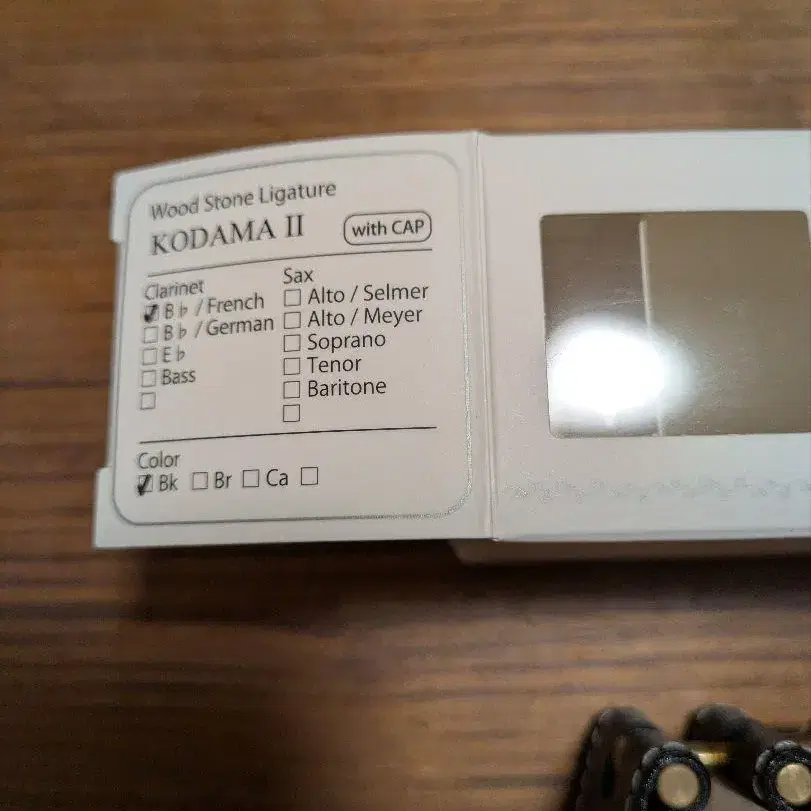 Wood Stone Ligature
KODAMA II
with CAP
Clarinet
B♭ / French
B♭ / German
E♭
Bass
Sax
Alto / Selmer
Alto / Meyer
Soprano
Tenor
Baritone
Color
Bk Br Ca